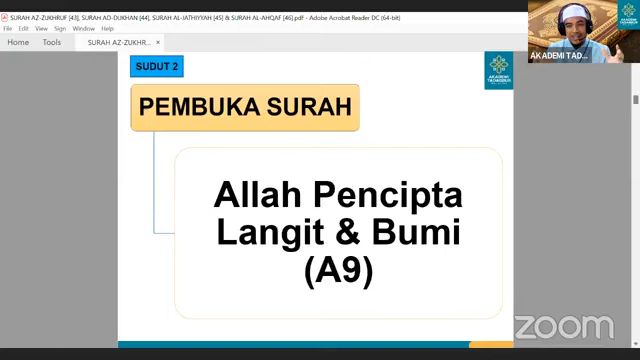 SURAH AZ-ZUKHRUF [43], SURAH AD-DUKHAN [44], SURAH AL-JATHIYYAH [45] & SURAH AL-AHQAF [46].pdf - Adobe Acrobat Reader DC (64-bit)
File Edit View Sign Window Help
Home Tools SURAH AZ-ZUKHR... ×
AKADEMI TAD...
SUDUT 2
AKADEMI
TADABBUR
PEMBUKA SURAH
Allah Pencipta
Langit & Bumi
(A9)
zoom